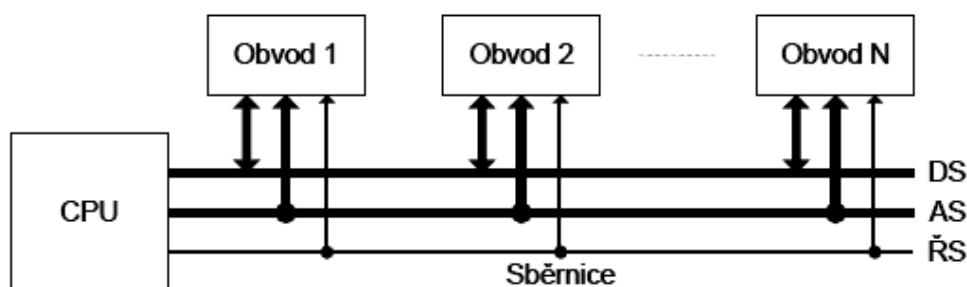 Obvod 1
Obvod 2
Obvod N
CPU
DS
AS
ŘS
Sběrnice